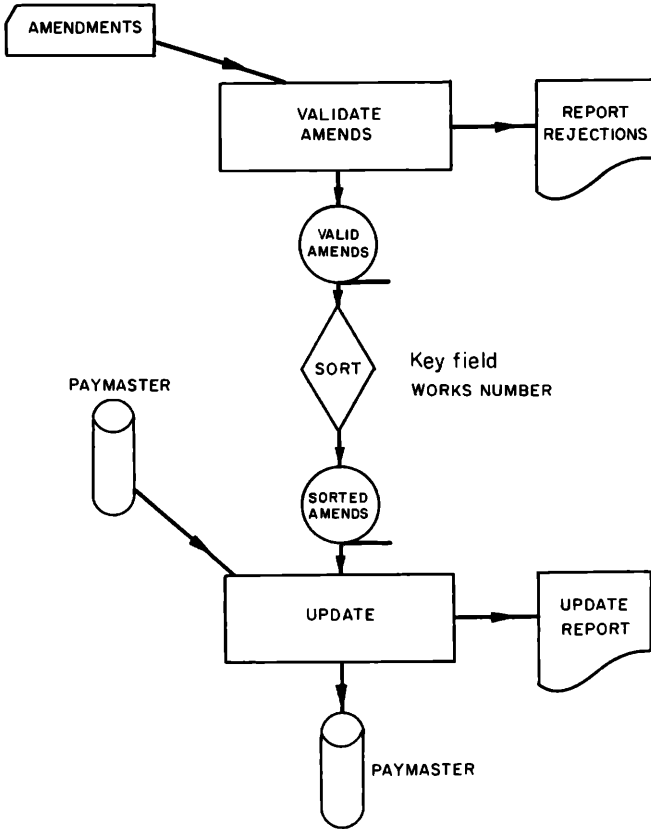 AMENDMENTS
VALIDATE
AMENDS
REPORT
REJECTIONS
VALID
AMENDS
SORT
Key field
WORKS NUMBER
PAYMASTER
SORTED
AMENDS
UPDATE
UPDATE
REPORT
PAYMASTER